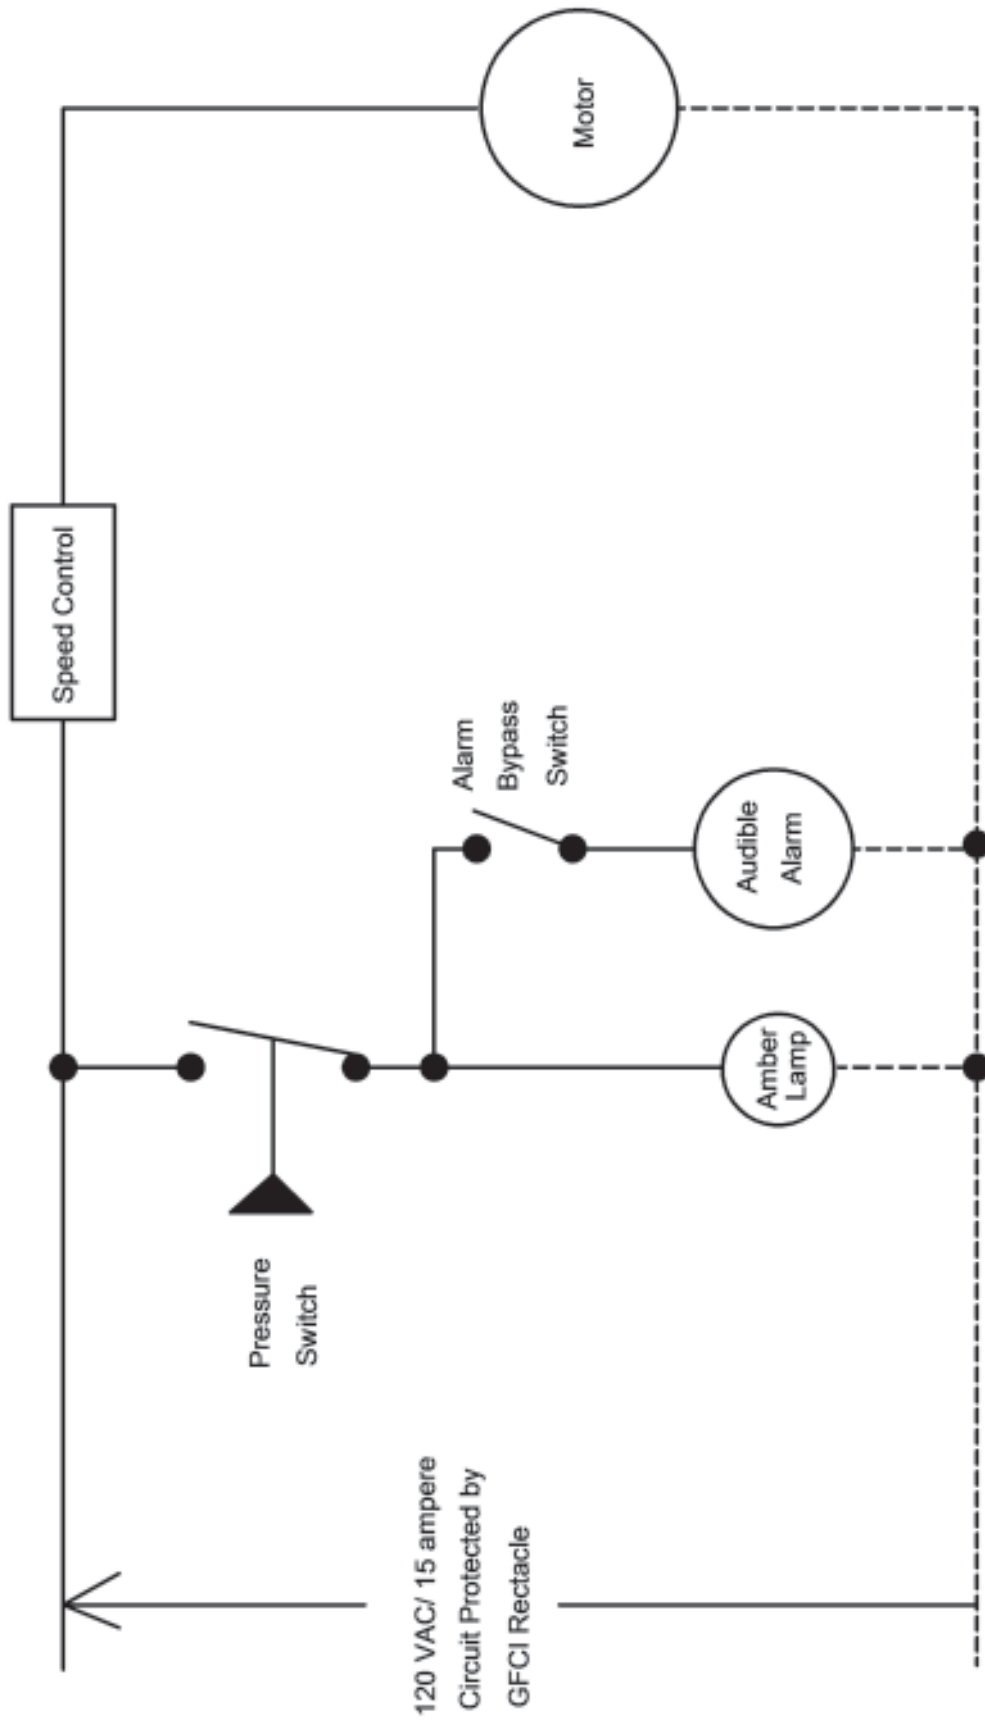 120 VAC/ 15 ampere
Circuit Protected by
GFCI Rectacle
Pressure
Switch
Speed Control
Alarm
Bypass
Switch
Amber
Lamp
Audible
Alarm
Motor